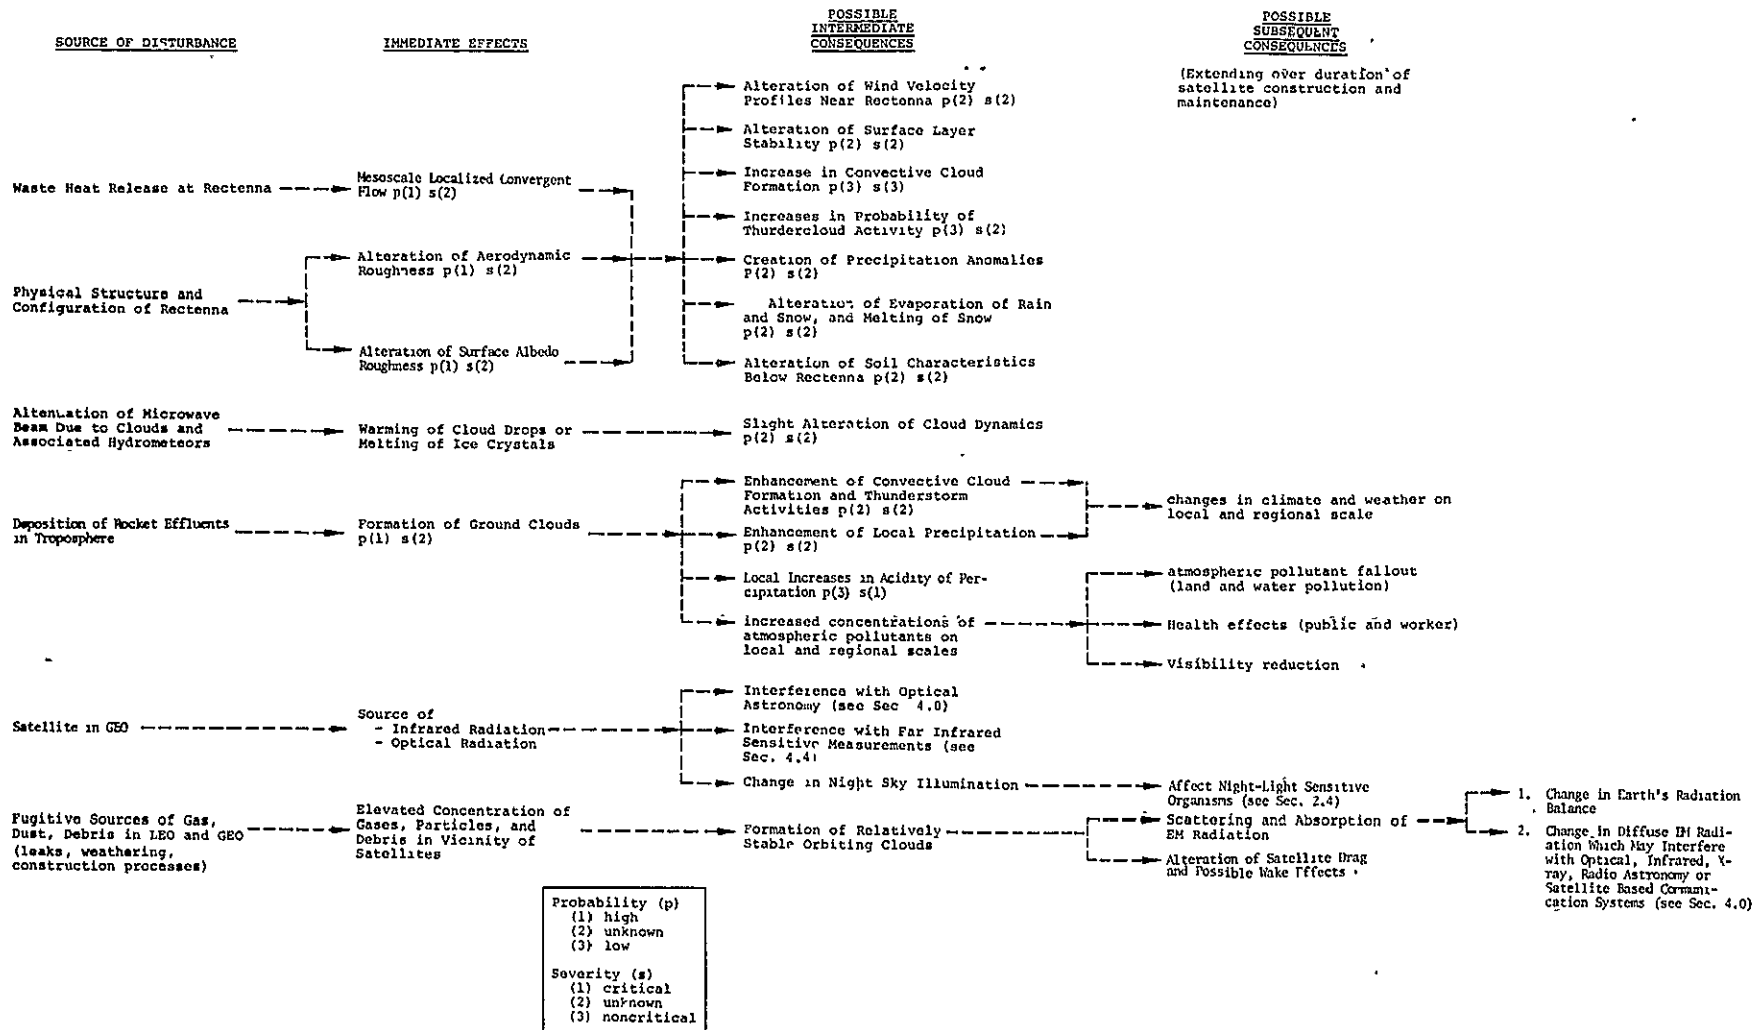 SOURCE OF DISTURBANCE
IMMEDIATE EFFECTS
POSSIBLE
INTERMEDIATE
CONSEQUENCES
POSSIBLE
SUBSEQUENT
CONSEQUENCES
(Extending over duration of
satellite construction and
maintenance)
Waste Heat Release at Rectenna
Physical Structure and
Configuration of Rectenna
Mesoscale Localized Convergent
Flow p(1) s(2)
Alteration of Aerodynamic
Roughness p(1) s(2)
Alteration of Surface Albedo
Roughness p(1) s(2)
Alteration of Wind Velocity
Profiles Near Rectenna p(2) s(2)
Alteration of Surface Layer
Stability p(2) s(2)
Increase in Convective Cloud
Formation p(3) s(3)
Increases in Probability of
Thurdercloud Activity p(3) s(2)
Creation of Precipitation Anomalies
P(2) s(2)
Alteration of Evaporation of Rain
and Snow, and Melting of Snow
p(2) s(2)
Alteration of Soil Characteristics
Below Rectenna p(2) s(2)
Attenuation of Microwave
Beam Due to Clouds and
Associated Hydrometeors
Warming of Cloud Drops or
Melting of Ice Crystals
Slight Alteration of Cloud Dynamics
p(2) s(2)
Deposition of Rocket Effluents
in Troposphere
Formation of Ground Clouds
p(1) s(2)
Enhancement of Convective Cloud
Formation and Thunderstorm
Activities p(2) s(2)
Enhancement of Local Precipitation
p(2) s(2)
Local Increases in Acidity of Per-
cipitation p(3) s(1)
increased concentrations of
atmospheric pollutants on
local and regional scales
changes in climate and weather on
local and regional scale
atmospheric pollutant fallout
(land and water pollution)
Health effects (public and worker)
Visibility reduction
Satellite in GEO
Source of
- Infrared Radiation
- Optical Radiation
Interference with Optical
Astronomy (see Sec 4.0)
Interference with Far Infrared
Sensitive Measurements (see
Sec. 4.4)
Change in Night Sky Illumination
Affect Night-Light Sensitive
Organisms (see Sec. 2.4)
Fugitive Sources of Gas,
Dust, Debris in LEO and GEO
(leaks, weathering,
construction processes)
Elevated Concentration of
Gases, Particles, and
Debris in Vicinity of
Satellites
Formation of Relatively
Stable Orbiting Clouds
Scattering and Absorption of
EM Radiation
Alteration of Satellite Drag
and Possible Wake Effects
1. Change in Earth's Radiation
Balance
2. Change in Diffuse EM Radi-
ation Which May Interfere
with Optical, Infrared, X-
ray, Radio Astronomy or
Satellite Based Communi-
cation Systems (see Sec. 4.0)
Probability (p)
(1) high
(2) unknown
(3) low
Severity (s)
(1) critical
(2) unknown
(3) noncritical